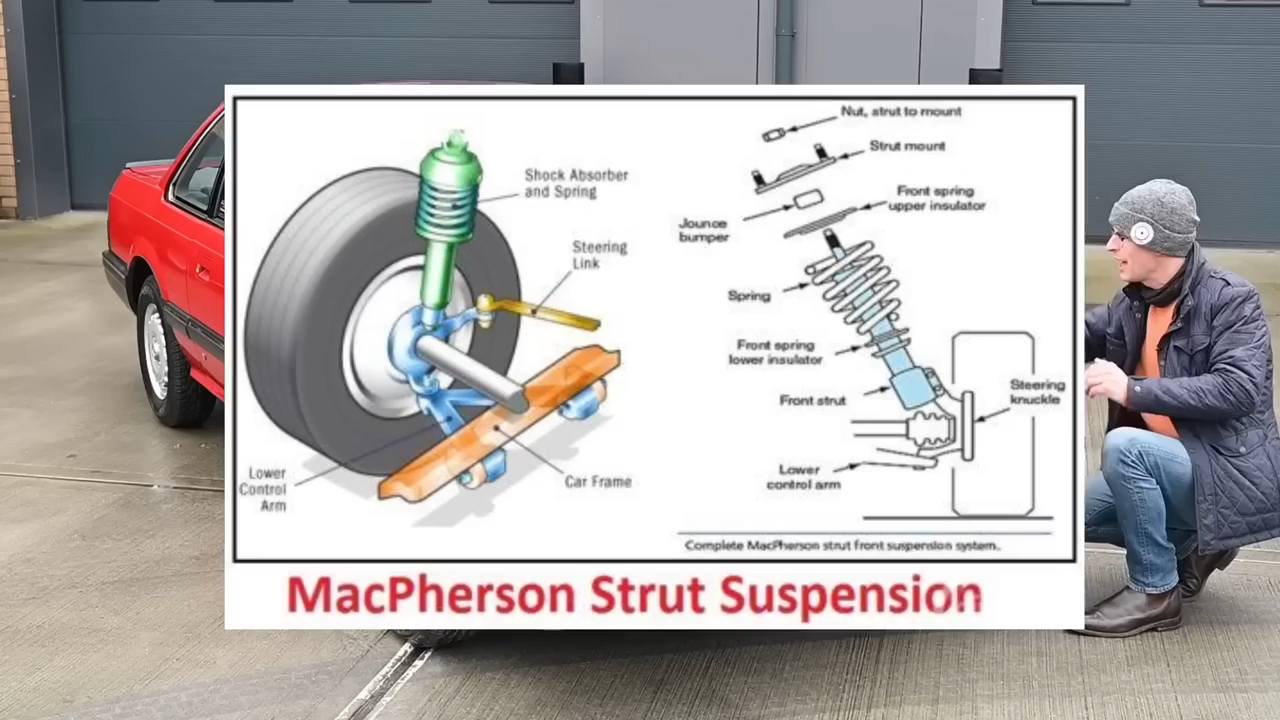 Shock Absorber
and Spring
Steering
Link
Lower
Control
Arm
Car Frame
Nut, strut to mount
Strut mount
Front spring
upper insulator
Jounce
bumper
Spring
Front spring
lower insulator
Front strut
Steering
knuckle
Lower
control arm
Complete MacPherson strut front suspension system.
MacPherson Strut Suspension